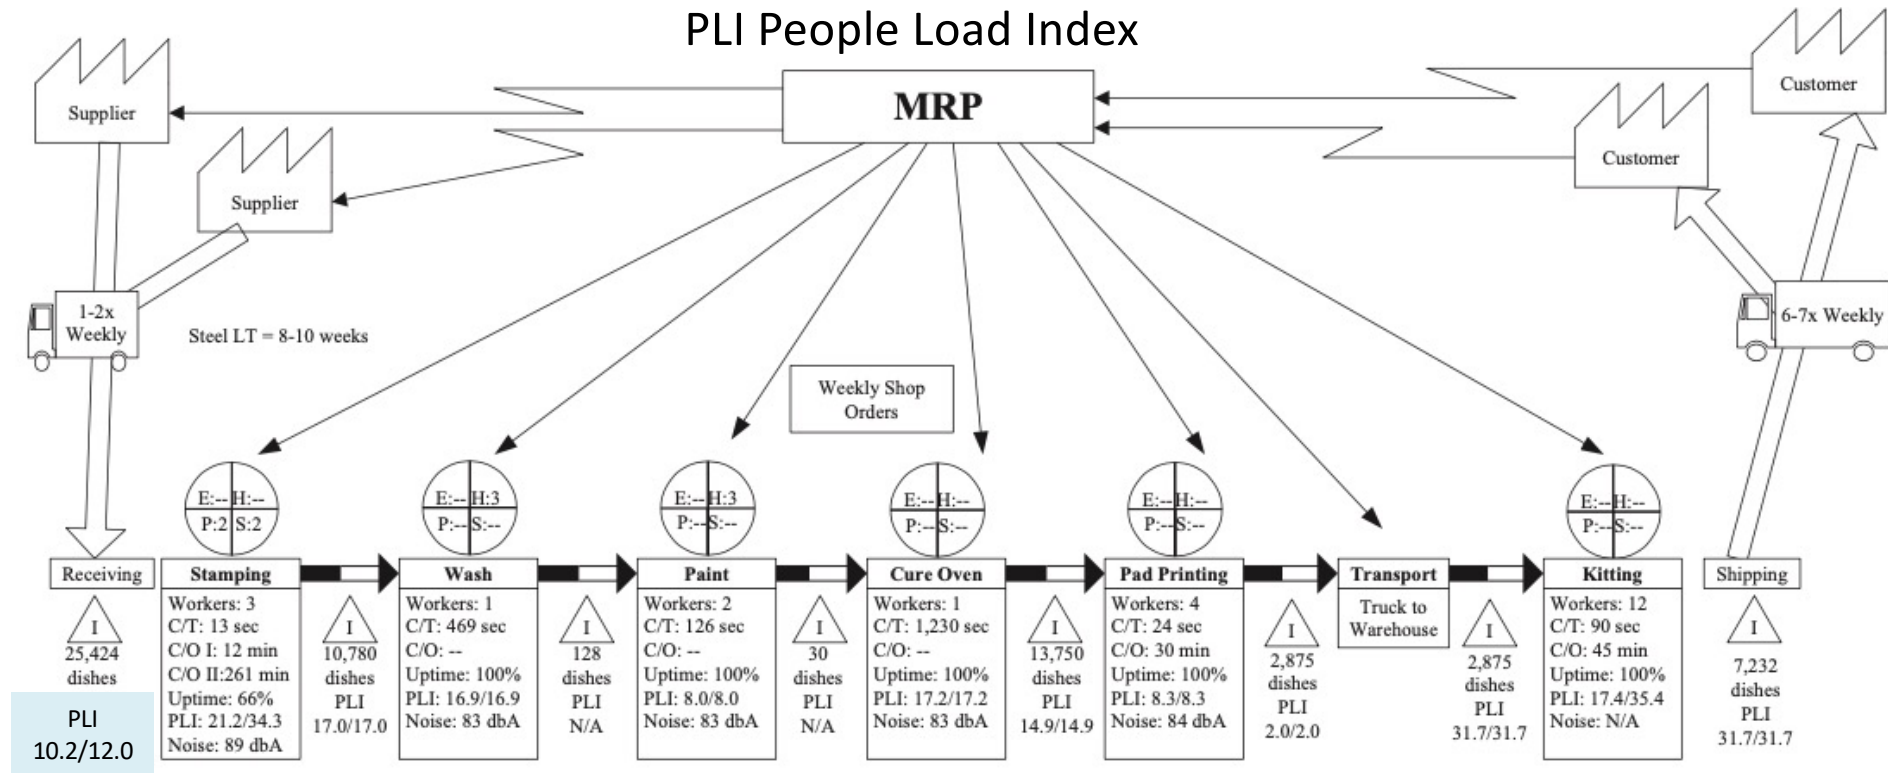 PLI People Load Index
MRP
Supplier
Supplier
Customer
Customer
1-2x
Weekly
Steel LT = 8-10 weeks
6-7x Weekly
Weekly Shop
Orders
E:-- H:--
P:2 S:2
E:-- H:3
P:-- S:--
E:-- H:3
P:-- S:--
E:-- H:--
P:-- S:--
E:-- H:--
P:-- S:--
E:-- H:--
P:-- S:--
Receiving
I
25,424
dishes
PLI
10.2/12.0
Stamping
Workers: 3
C/T: 13 sec
C/O I: 12 min
C/O II:261 min
Uptime: 66%
PLI: 21.2/34.3
Noise: 89 dbA
I
10,780
dishes
PLI
17.0/17.0
Wash
Workers: 1
C/T: 469 sec
C/O: --
Uptime: 100%
PLI: 16.9/16.9
Noise: 83 dbA
I
128
dishes
PLI
N/A
Paint
Workers: 2
C/T: 126 sec
C/O: --
Uptime: 100%
PLI: 8.0/8.0
Noise: 83 dbA
I
30
dishes
PLI
N/A
Cure Oven
Workers: 1
C/T: 1,230 sec
C/O: --
Uptime: 100%
PLI: 17.2/17.2
Noise: 83 dbA
I
13,750
dishes
PLI
14.9/14.9
Pad Printing
Workers: 4
C/T: 24 sec
C/O: 30 min
Uptime: 100%
PLI: 8.3/8.3
Noise: 84 dbA
I
2,875
dishes
PLI
2.0/2.0
Transport
Truck to
Warehouse
I
2,875
dishes
PLI
31.7/31.7
Kitting
Workers: 12
C/T: 90 sec
C/O: 45 min
Uptime: 100%
PLI: 17.4/35.4
Noise: N/A
Shipping
I
7,232
dishes
PLI
31.7/31.7